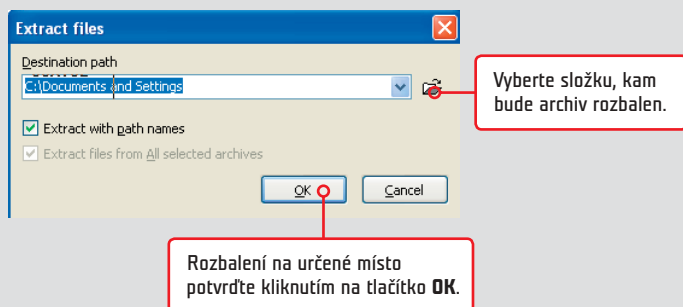 Extract files
Destination path
C:\Documents and Settings
Vyberte složku, kam
bude archiv rozbalen.
Extract with path names
Extract files from All selected archives
OK
Cancel
Rozbalení na určené místo
potvrďte kliknutím na tlačítko OK.